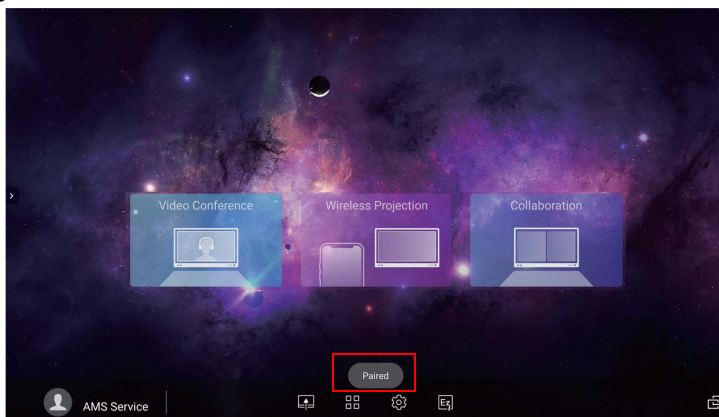 Video Conference
Wireless Projection
Collaboration
Paired
AMS Service